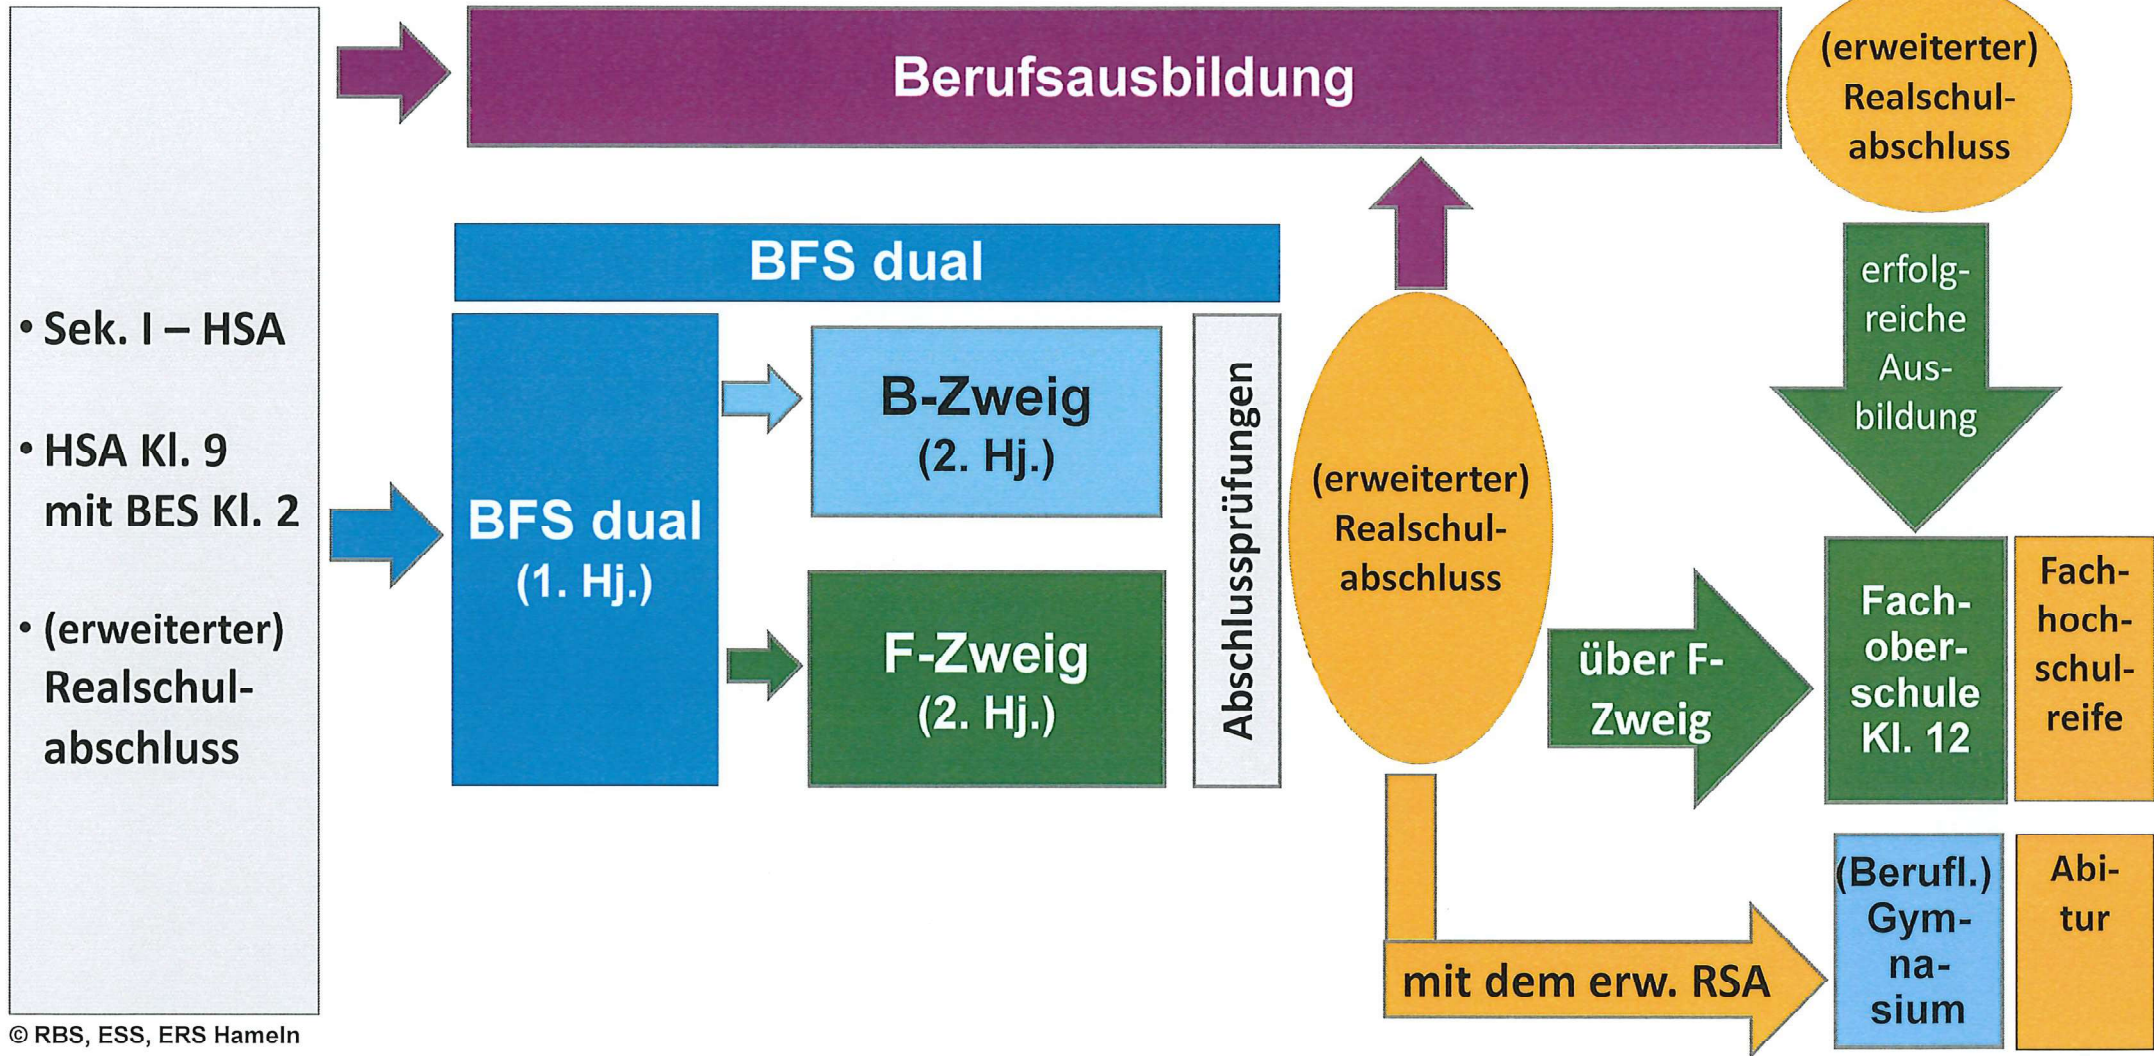 • Sek. I – HSA
• HSA Kl. 9
mit BES Kl. 2
• (erweiterter)
Realschul-
abschluss
Berufsausbildung
(erweiterter)
Realschul-
abschluss
BFS dual
BFS dual
(1. Hj.)
B-Zweig
(2. Hj.)
F-Zweig
(2. Hj.)
Abschlussprüfungen
(erweiterter)
Realschul-
abschluss
erfolg-
reiche
Aus-
bildung
über F-
Zweig
Fach-
ober-
schule
Kl. 12
Fach-
hoch-
schul-
reife
mit dem erw. RSA
(Berufl.)
Gym-
na-
sium
Abi-
tur
© RBS, ESS, ERS Hameln